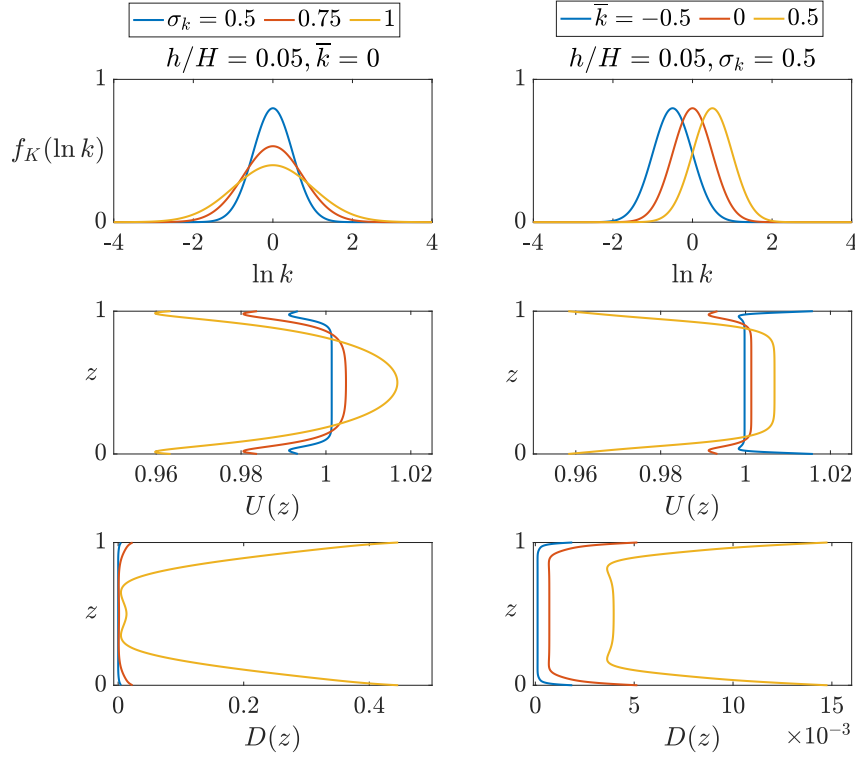 σ_k = 0.5 0.75 1
h/H = 0.05, k̅ = 0
k̅ = −0.5 0 0.5
h/H = 0.05, σ_k = 0.5
1
f_K(ln k)
0
-4 -2 0 2 4
ln k
1
0
-4 -2 0 2 4
ln k
1
z
0
0.96 0.98 1 1.02
U(z)
1
z
0
0.96 0.98 1 1.02
U(z)
1
z
0
0 0.2 0.4
D(z)
1
z
0
0 5 10 15
D(z) ×10⁻³